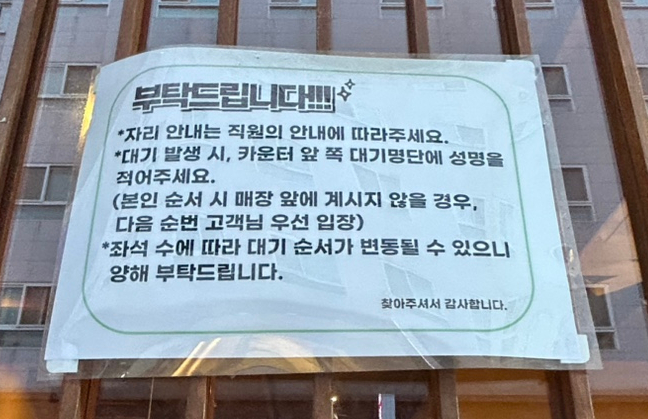 부탁드립니다!!!
*자리 안내는 직원의 안내에 따라주세요.
*대기 발생 시, 카운터 앞 쪽 대기명단에 성명을
적어주세요.
(본인 순서 시 매장 앞에 계시지 않을 경우,
다음 순번 고객님 우선 입장)
*좌석 수에 따라 대기 순서가 변동될 수 있으니
양해 부탁드립니다.
찾아주셔서 감사합니다.